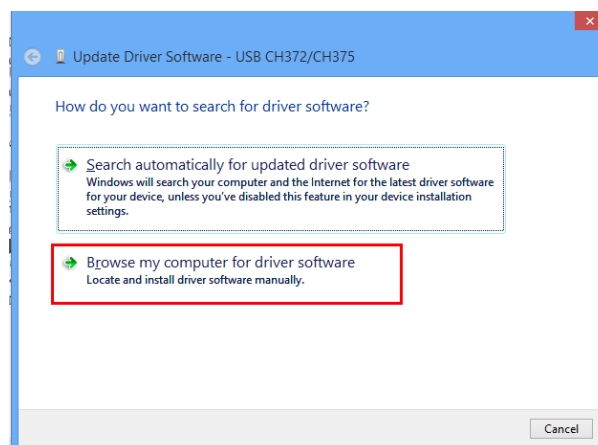 Update Driver Software - USB CH372/CH375
How do you want to search for driver software?
Search automatically for updated driver software
Windows will search your computer and the Internet for the latest driver software
for your device, unless you've disabled this feature in your device installation
settings.
Browse my computer for driver software
Locate and install driver software manually.
Cancel